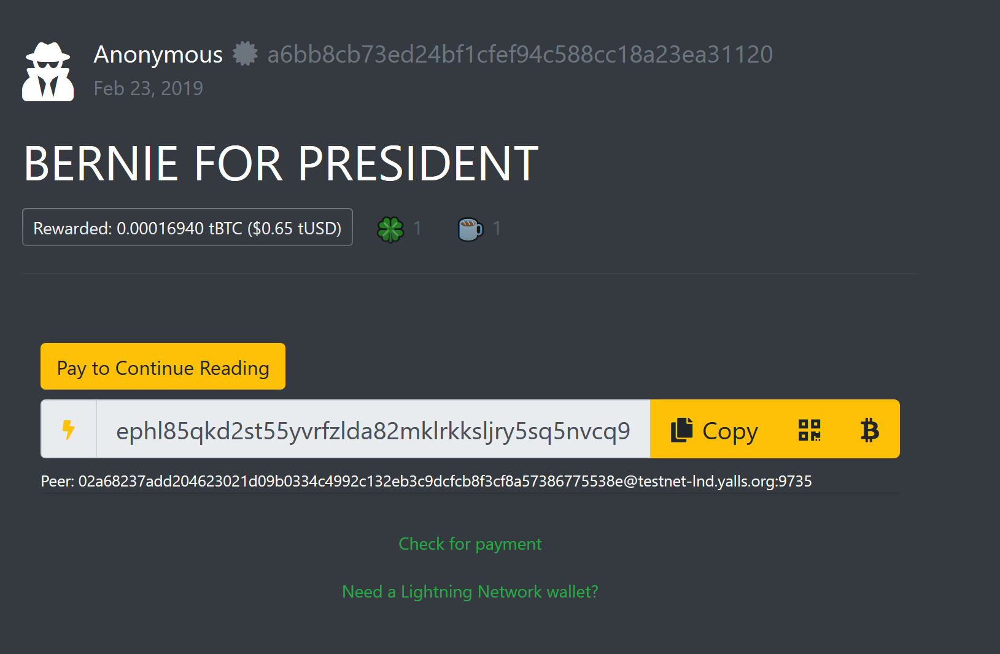 Anonymous a6bb8cb73ed24bf1cfef94c588cc18a23ea31120
Feb 23, 2019
BERNIE FOR PRESIDENT
Rewarded: 0.00016940 tBTC ($0.65 tUSD) 1 1
Pay to Continue Reading
ephl85qkd2st55yvrfzlda82mklrkksljry5sq5nvcq9 Copy
Peer: 02a68237add204623021d09b0334c4992c132eb3c9dcfcb8f3cf8a57386775538e@testnet-lnd.yalls.org:9735
Check for payment
Need a Lightning Network wallet?